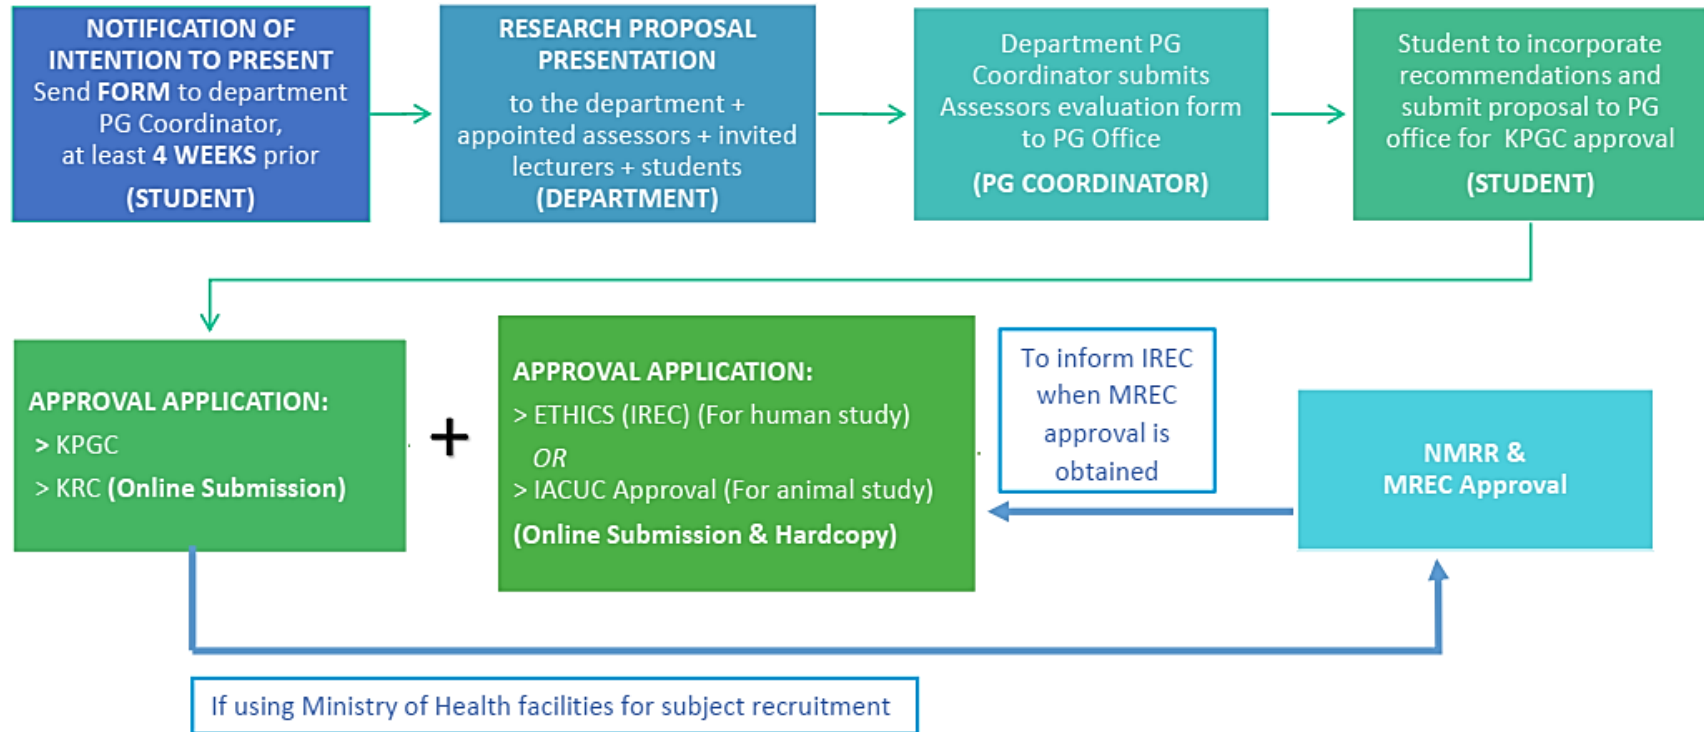 NOTIFICATION OF
INTENTION TO PRESENT
Send FORM to department
PG Coordinator,
at least 4 WEEKS prior
(STUDENT)
RESEARCH PROPOSAL
PRESENTATION
to the department +
appointed assessors + invited
lecturers + students
(DEPARTMENT)
Department PG
Coordinator submits
Assessors evaluation form
to PG Office
(PG COORDINATOR)
Student to incorporate
recommendations and
submit proposal to PG
office for KPGC approval
(STUDENT)
APPROVAL APPLICATION:
> KPGC
> KRC (Online Submission)
+
APPROVAL APPLICATION:
> ETHICS (IREC) (For human study)
OR
> IACUC Approval (For animal study)
(Online Submission & Hardcopy)
To inform IREC
when MREC
approval is
obtained
NMRR &
MREC Approval
If using Ministry of Health facilities for subject recruitment